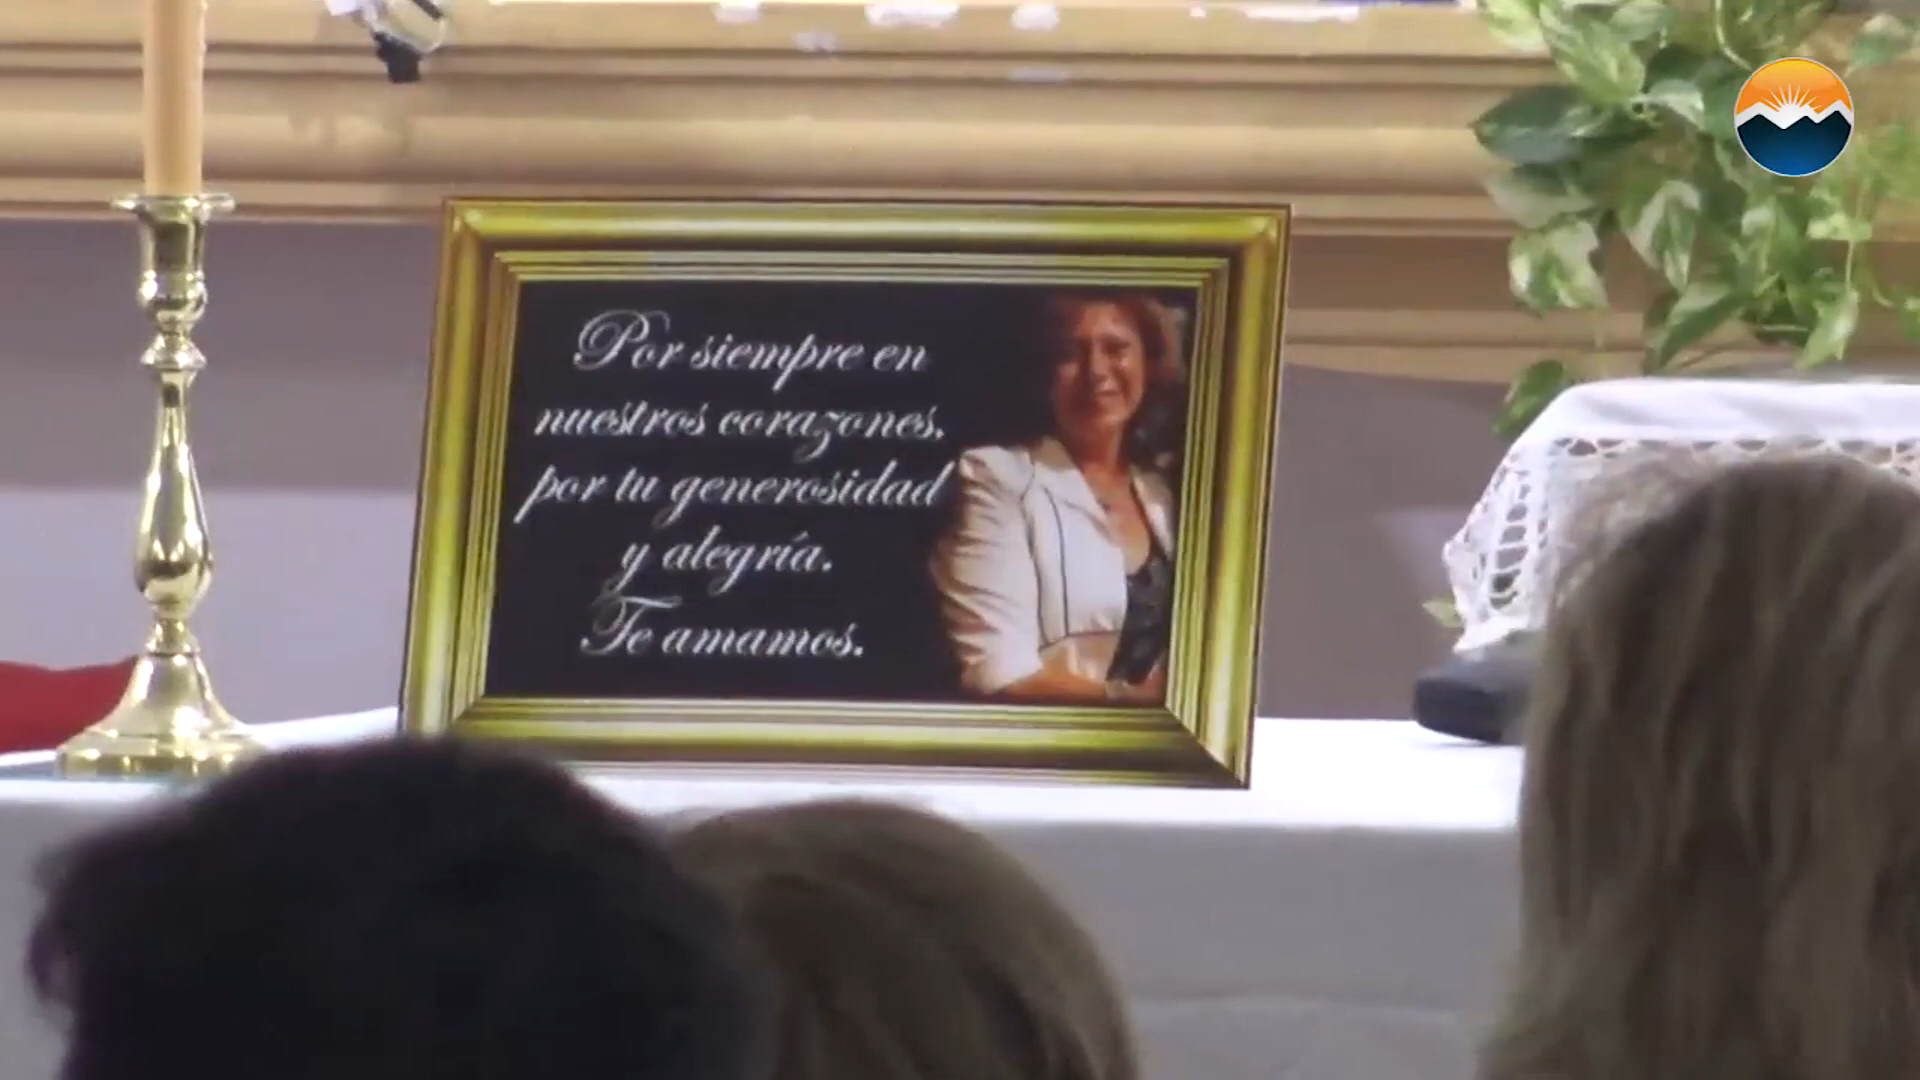 Por siempre en
nuestros corazones,
por tu generosidad
y alegría.
Te amamos.